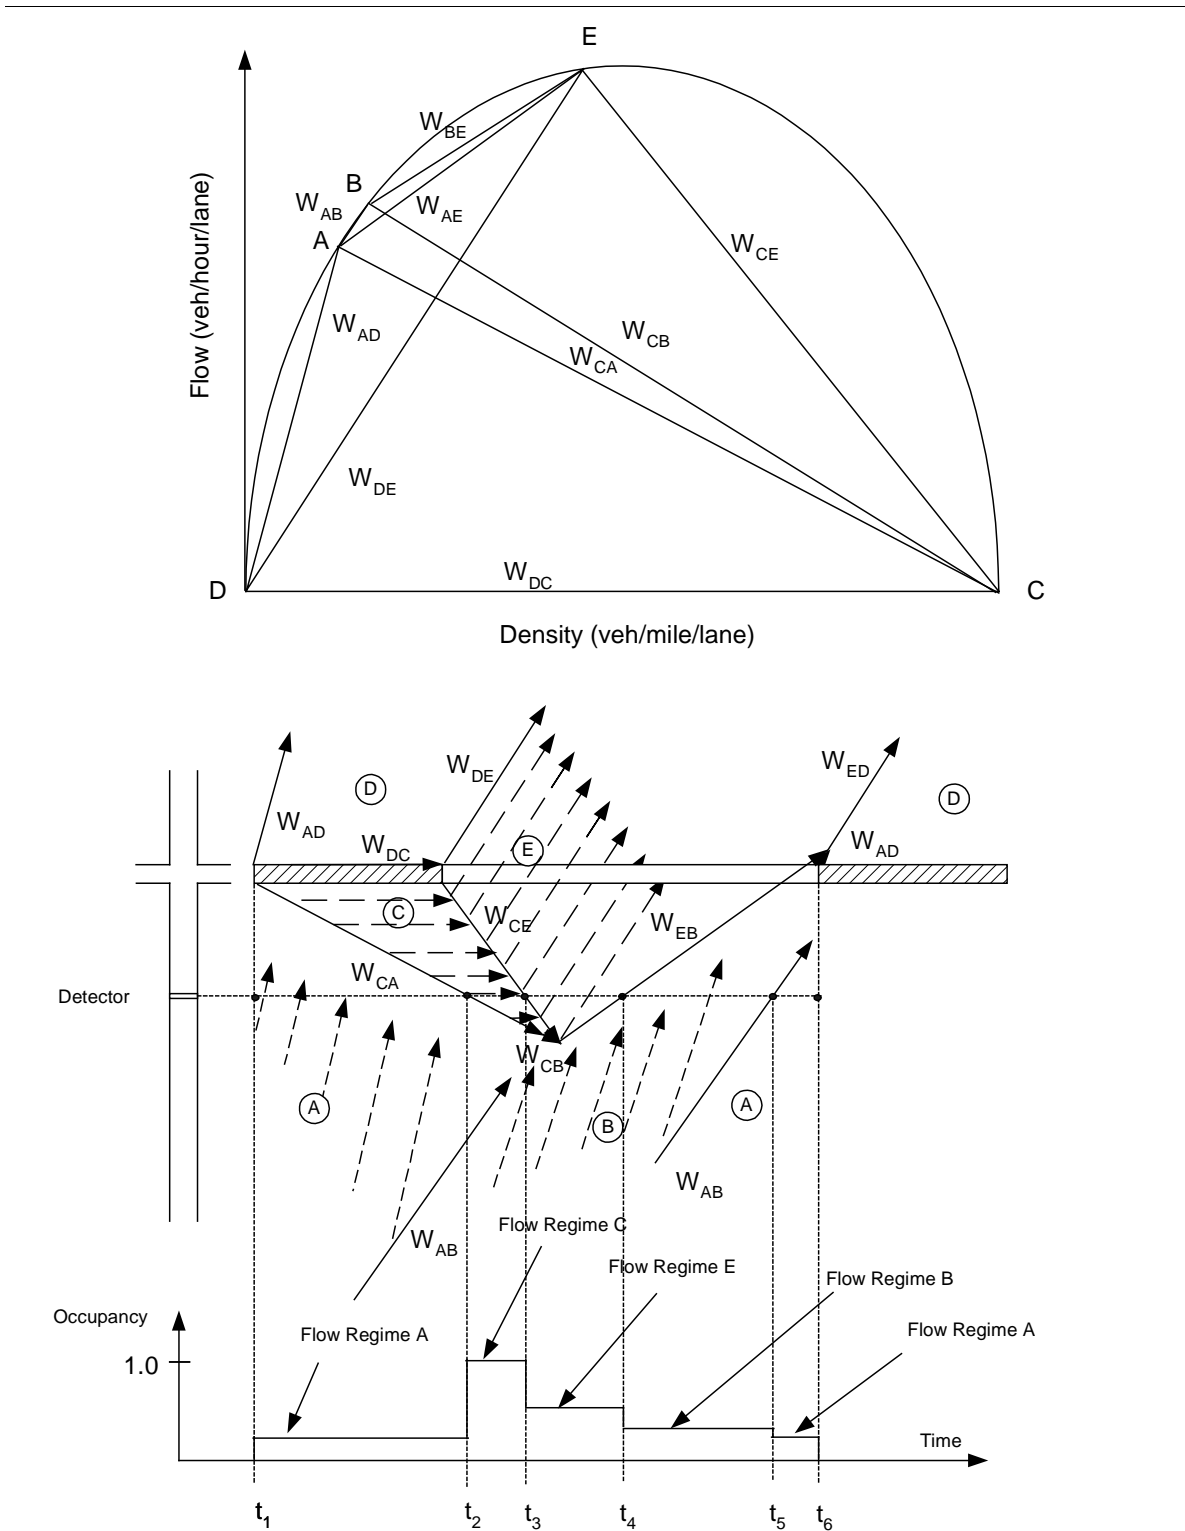 E
W_BE
B
W_AB
W_AE
A
W_CE
W_AD
W_CB
W_CA
Flow (veh/hour/lane)
W_DE
W_DC
D
C
Density (veh/mile/lane)
W_DE
W_ED
D
D
W_AD
W_DC
E
W_AD
C
W_CE
W_EB
W_CA
Detector
W_CB
A
A
B
W_AB
W_AB
Flow Regime C
Flow Regime E
Flow Regime B
Occupancy
Flow Regime A
Flow Regime A
1.0
Time
t_1
t_2
t_3
t_4
t_5
t_6